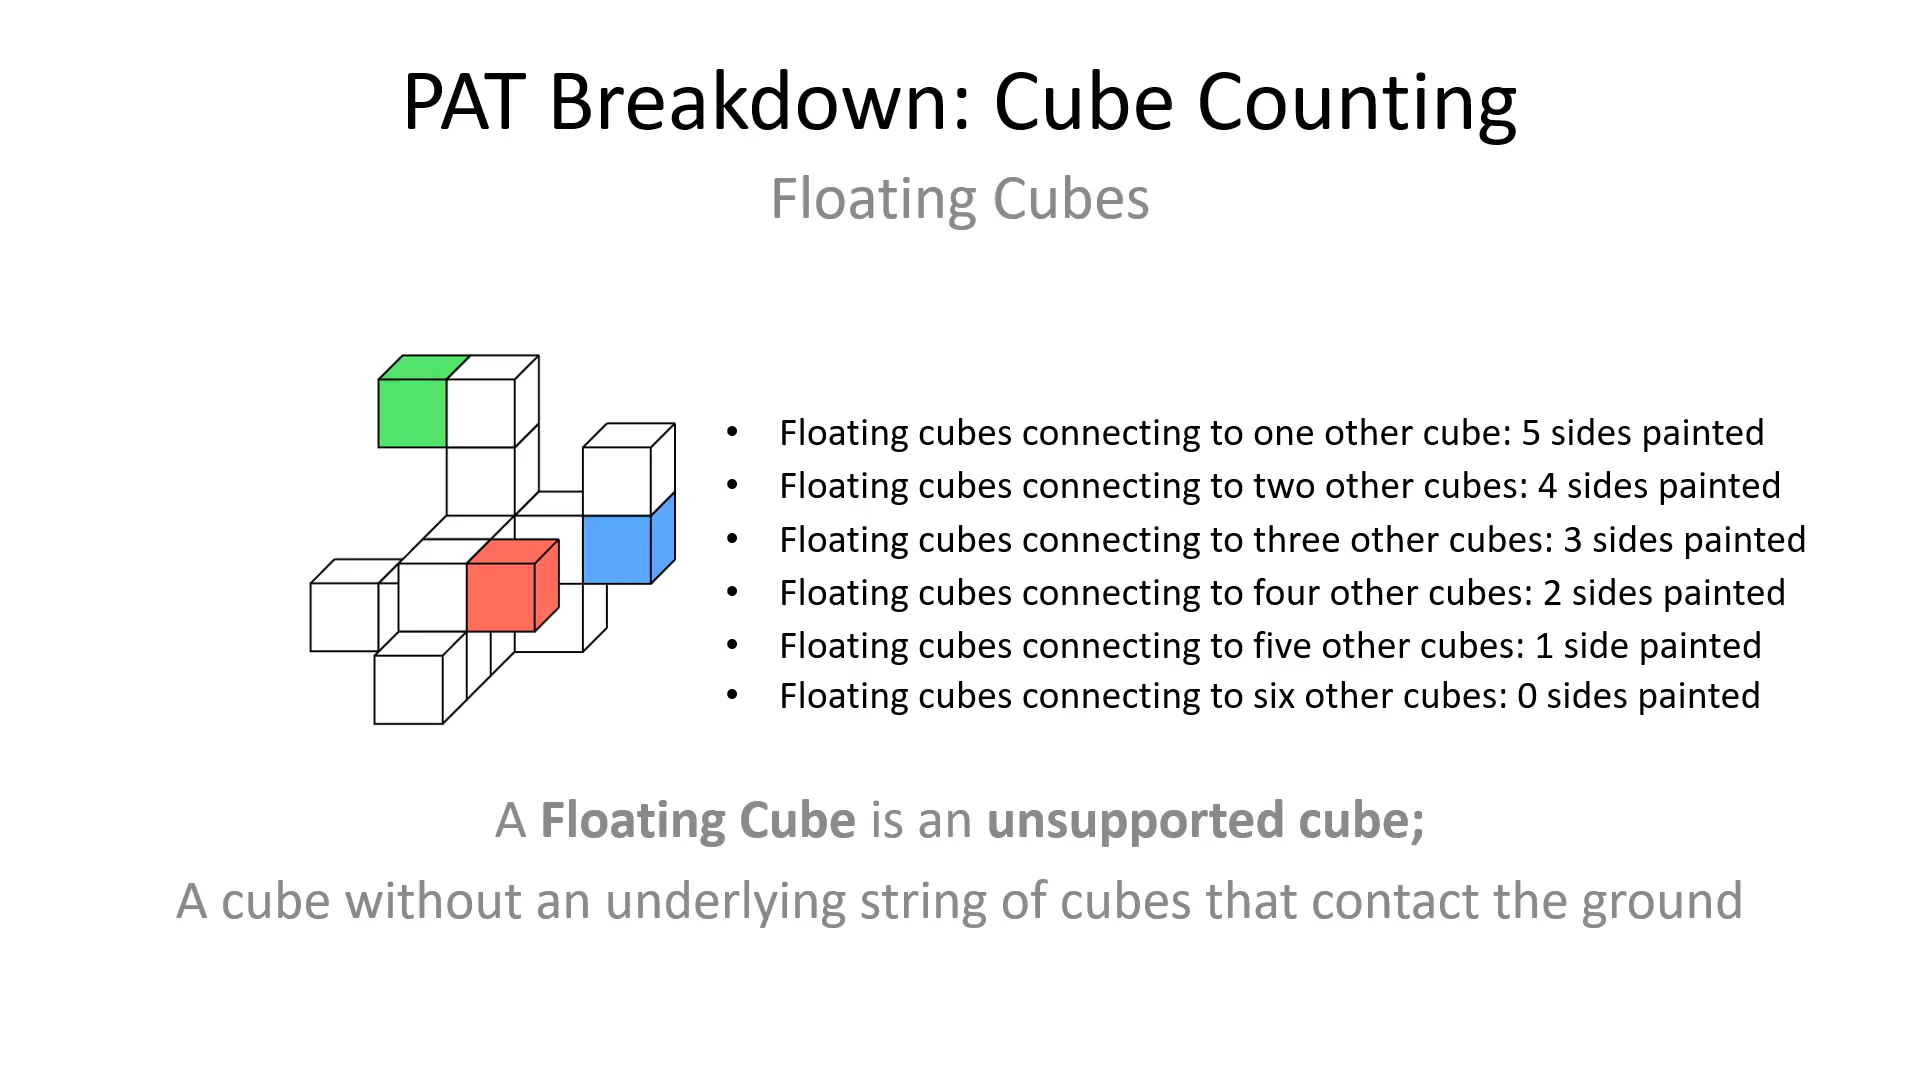 PAT Breakdown: Cube Counting
Floating Cubes
• Floating cubes connecting to one other cube: 5 sides painted
• Floating cubes connecting to two other cubes: 4 sides painted
• Floating cubes connecting to three other cubes: 3 sides painted
• Floating cubes connecting to four other cubes: 2 sides painted
• Floating cubes connecting to five other cubes: 1 side painted
• Floating cubes connecting to six other cubes: 0 sides painted
A Floating Cube is an unsupported cube;
A cube without an underlying string of cubes that contact the ground